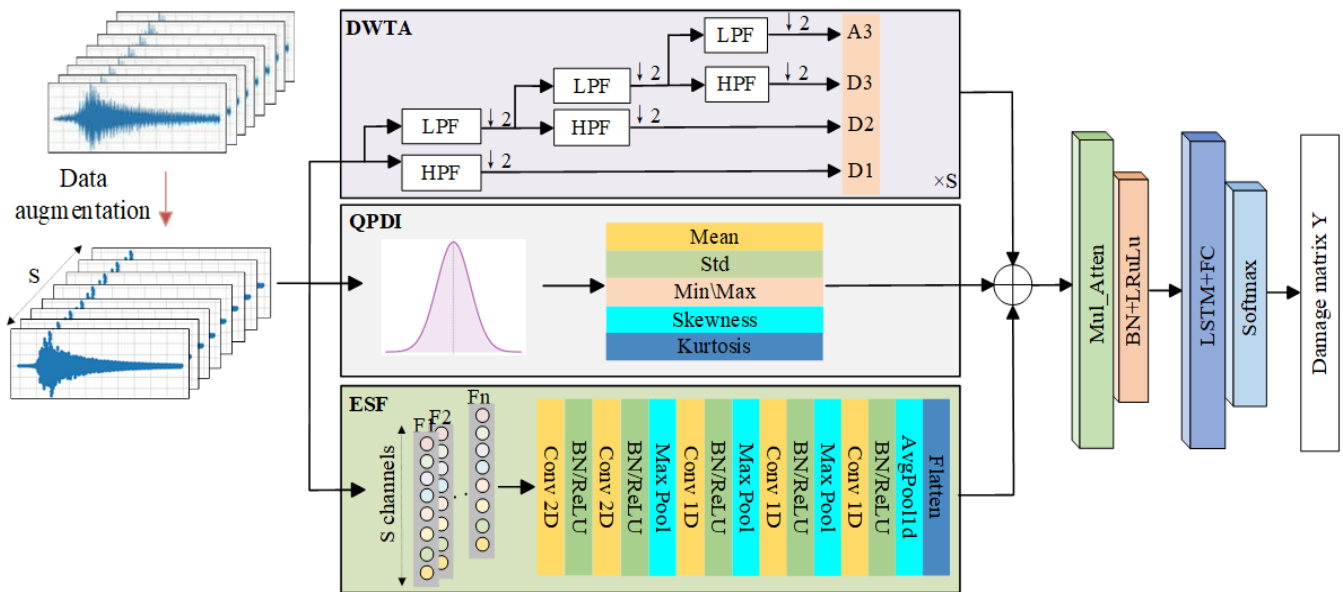 Data
augmentation
S
DWTA
LPF
↓ 2
A3
LPF
↓ 2
HPF
↓ 2
D3
LPF
↓ 2
HPF
↓ 2
D2
HPF
↓ 2
D1
×S
QPDI
Mean
Std
Min\Max
Skewness
Kurtosis
ESF
S channels
F1
F2
...
Fn
Conv 2D
BN/ReLU
Conv 2D
BN/ReLU
Max Pool
Conv 1D
BN/ReLU
Max Pool
Conv 1D
BN/ReLU
Max Pool
Conv 1D
BN/ReLU
AvgPool1d
Flatten
Mul_Atten
BN+LRuLu
LSTM+FC
Softmax
Damage matrix Y